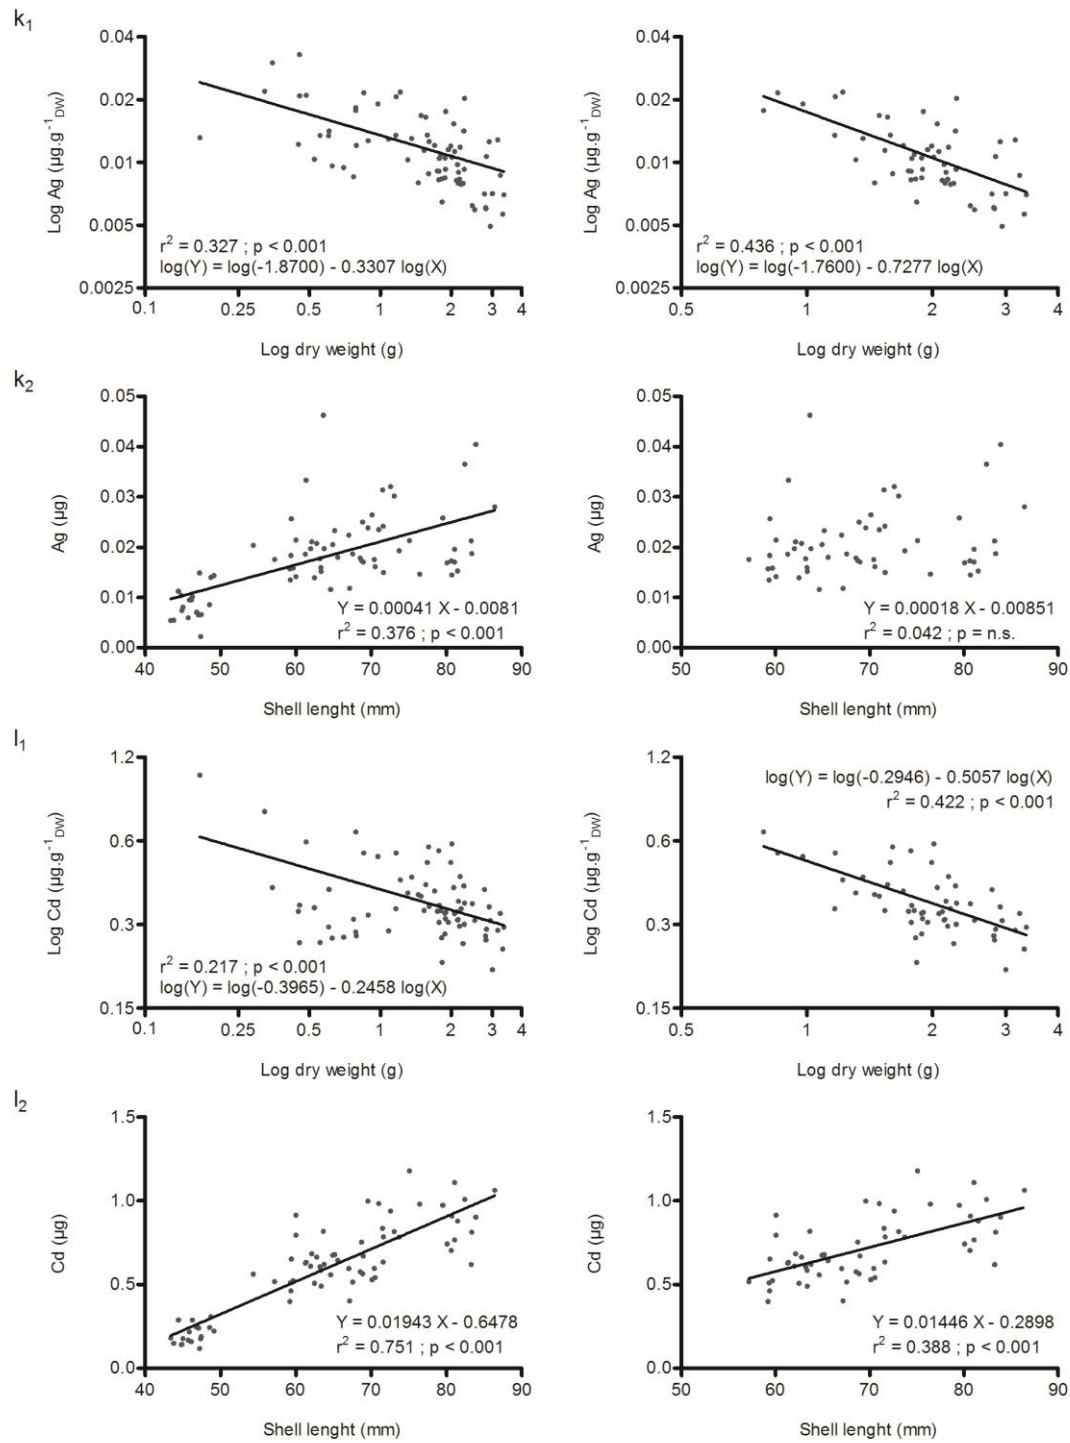 k1
0.04
0.02
0.01
0.005
0.0025
Log Ag (µg.g-1DW)
r2 = 0.327 ; p < 0.001
log(Y) = log(-1.8700) - 0.3307 log(X)
0.1 0.25 0.5 1 2 3 4
Log dry weight (g)
0.04
0.02
0.01
0.005
0.0025
Log Ag (µg.g-1DW)
r2 = 0.436 ; p < 0.001
log(Y) = log(-1.7600) - 0.7277 log(X)
0.5 1 2 3 4
Log dry weight (g)
k2
0.05
0.04
0.03
0.02
0.01
0.00
Ag (µg)
Y = 0.00041 X - 0.0081
r2 = 0.376 ; p < 0.001
40 50 60 70 80 90
Shell lenght (mm)
0.05
0.04
0.03
0.02
0.01
0.00
Ag (µg)
Y = 0.00018 X - 0.00851
r2 = 0.042 ; p = n.s.
50 60 70 80 90
Shell lenght (mm)
l1
1.2
0.6
0.3
0.15
Log Cd (µg.g-1DW)
r2 = 0.217 ; p < 0.001
log(Y) = log(-0.3965) - 0.2458 log(X)
0.1 0.25 0.5 1 2 3 4
Log dry weight (g)
1.2
0.6
0.3
0.15
Log Cd (µg.g-1DW)
log(Y) = log(-0.2946) - 0.5057 log(X)
r2 = 0.422 ; p < 0.001
0.5 1 2 3 4
Log dry weight (g)
l2
1.5
1.0
0.5
0.0
Cd (µg)
Y = 0.01943 X - 0.6478
r2 = 0.751 ; p < 0.001
40 50 60 70 80 90
Shell lenght (mm)
1.5
1.0
0.5
0.0
Cd (µg)
Y = 0.01446 X - 0.2898
r2 = 0.388 ; p < 0.001
50 60 70 80 90
Shell lenght (mm)